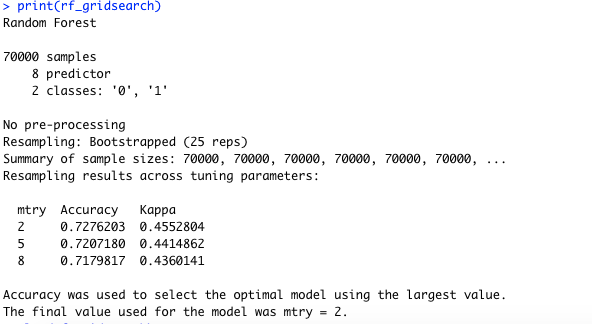 > print(rf_gridsearch)
Random Forest
70000 samples
8 predictor
2 classes: '0', '1'
No pre-processing
Resampling: Bootstrapped (25 reps)
Summary of sample sizes: 70000, 70000, 70000, 70000, 70000, 70000, ...
Resampling results across tuning parameters:
mtry Accuracy Kappa
2 0.7276203 0.4552804
5 0.7207180 0.4414862
8 0.7179817 0.4360141
Accuracy was used to select the optimal model using the largest value.
The final value used for the model was mtry = 2.